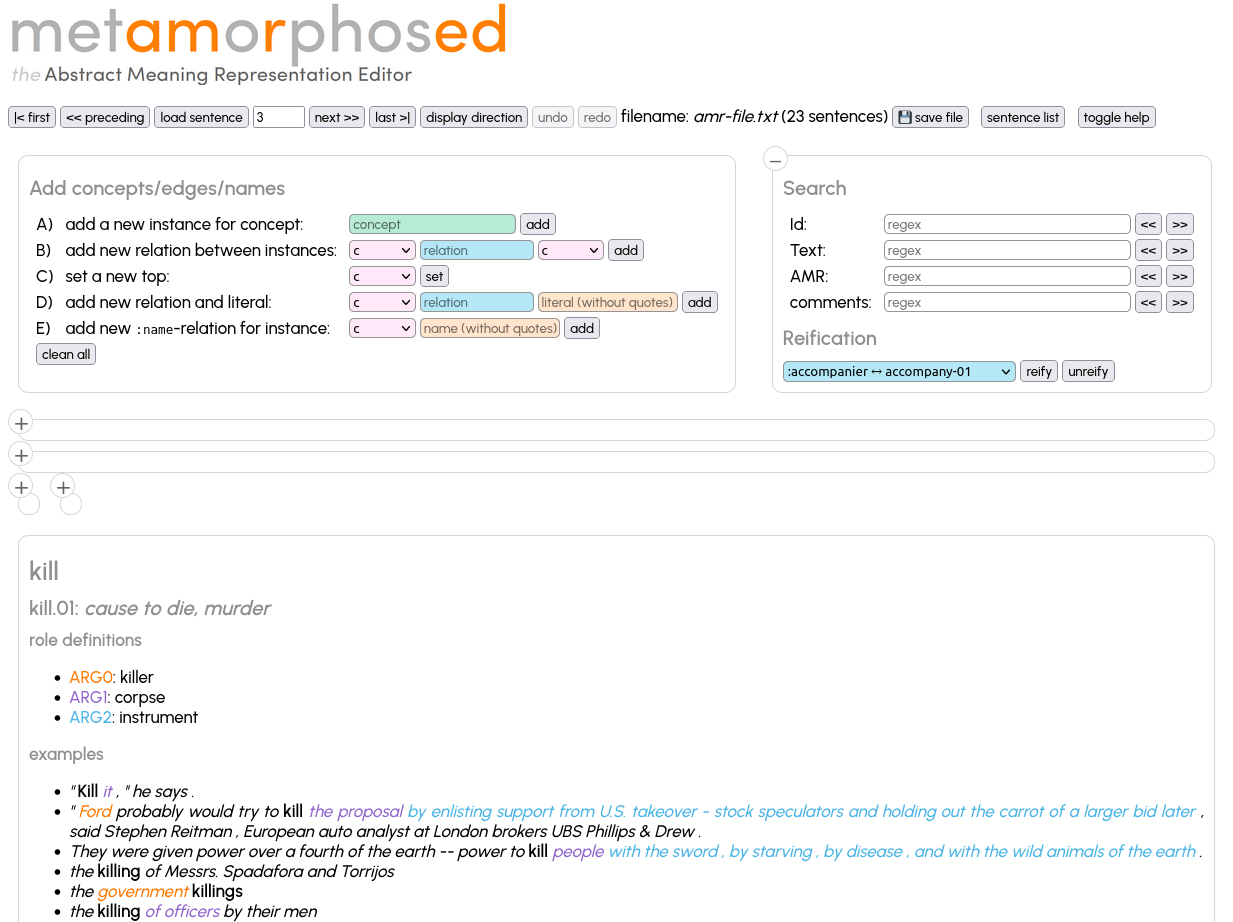 metamorphosed
the Abstract Meaning Representation Editor
|< first << preceding load sentence 3 next >> last >| display direction undo redo filename: amr-file.txt (23 sentences) 💾 save file sentence list toggle help
Add concepts/edges/names
A) add a new instance for concept: concept add
B) add new relation between instances: c relation c add
C) set a new top: c set
D) add new relation and literal: c relation literal (without quotes) add
E) add new :name-relation for instance: c name (without quotes) add
clean all
Search
Id: regex << >>
Text: regex << >>
AMR: regex << >>
comments: regex << >>
Reification
:accompanier ↔ accompany-01 reify unreify
kill
kill.01: cause to die, murder
role definitions
• ARG0: killer
• ARG1: corpse
• ARG2: instrument
examples
• " Kill it , " he says .
• " Ford probably would try to kill the proposal by enlisting support from U.S. takeover - stock speculators and holding out the carrot of a larger bid later ,
said Stephen Reitman , European auto analyst at London brokers UBS Phillips & Drew .
• They were given power over a fourth of the earth -- power to kill people with the sword , by starving , by disease , and with the wild animals of the earth .
• the killing of Messrs. Spadafora and Torrijos
• the government killings
• the killing of officers by their men